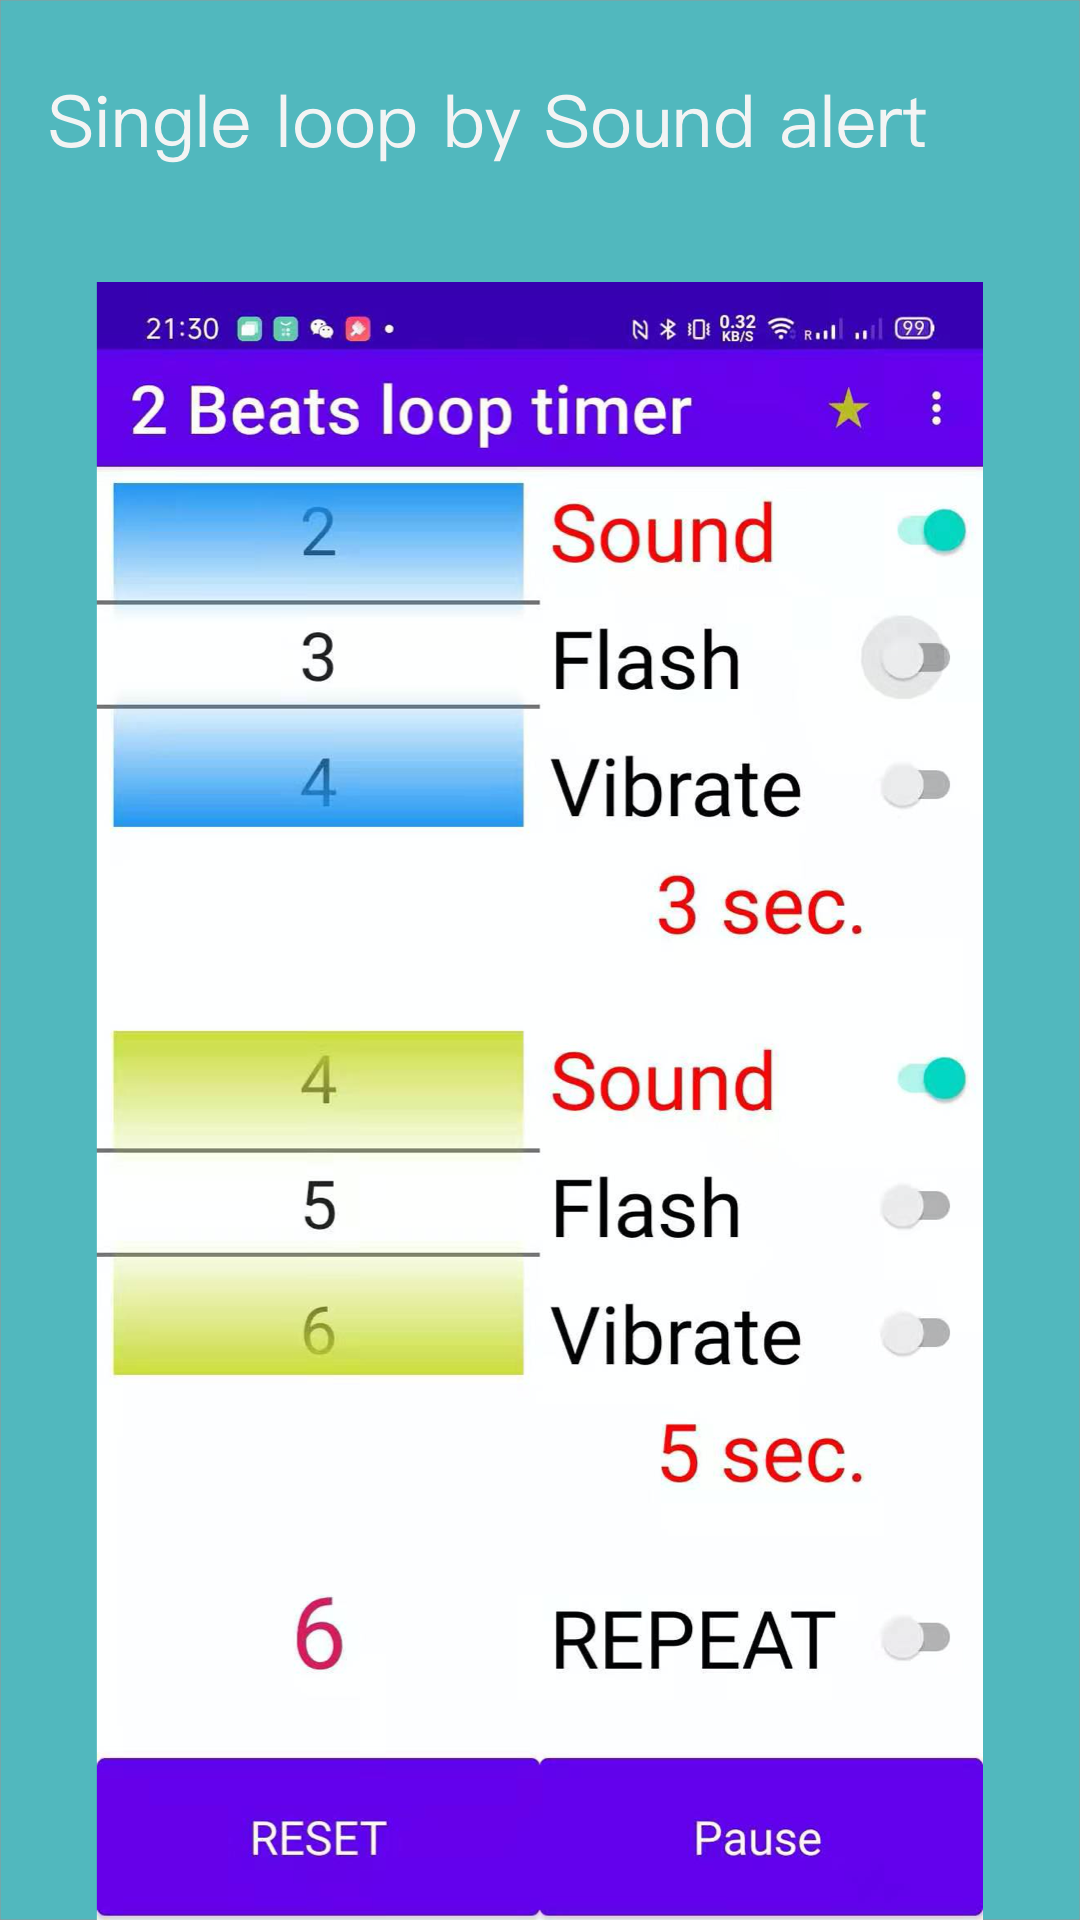 Single loop by Sound alert
21:30 0.32 KB/S R 99
2 Beats loop timer
2 Sound
3 Flash
4 Vibrate
3 sec.
4 Sound
5 Flash
6 Vibrate
5 sec.
6 REPEAT
RESET Pause